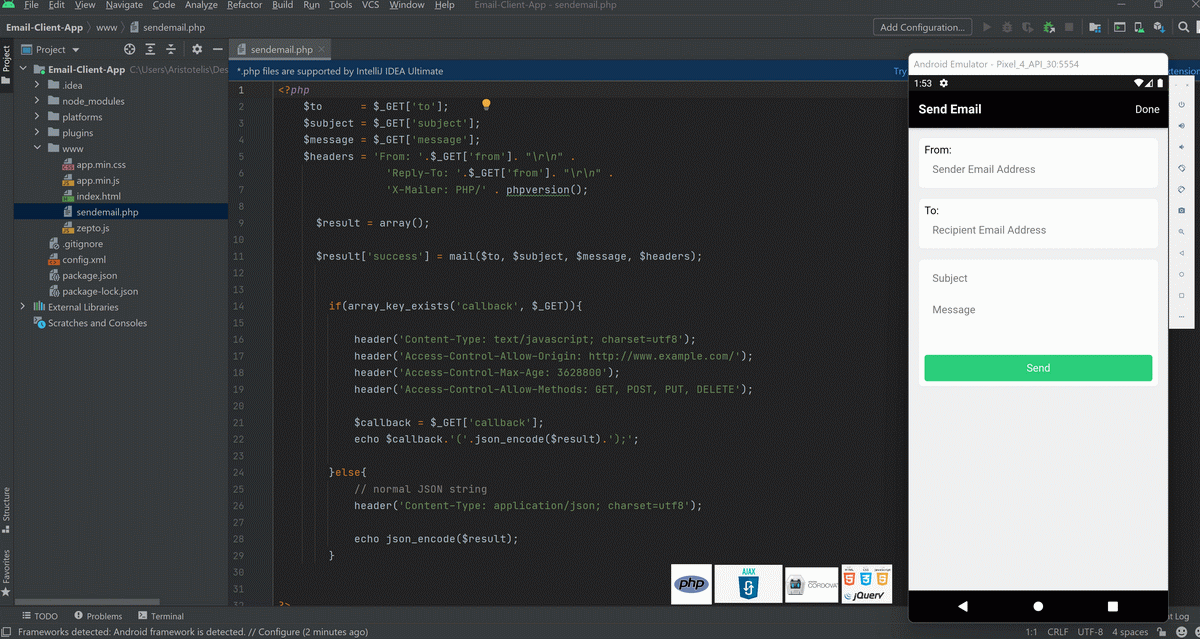 File Edit View Navigate Code Analyze Refactor Build Run Tools VCS Window Help Email-Client-App - sendemail.php
Email-Client-App www sendemail.php
Add Configuration...
Project
sendemail.php
Project
Structure
Favorites
Email-Client-App C:\Users\Aristotelis\Des
.idea
node_modules
platforms
plugins
www
app.min.css
app.min.js
index.html
sendemail.php
zepto.js
.gitignore
config.xml
package.json
package-lock.json
External Libraries
Scratches and Consoles
*.php files are supported by IntelliJ IDEA Ultimate
Try
1 <?php
2 $to      = $_GET['to'];
3 $subject = $_GET['subject'];
4 $message = $_GET['message'];
5 $headers = 'From: '.$_GET['from']. "\r\n" .
6 'Reply-To: '.$_GET['from']. "\r\n" .
7 'X-Mailer: PHP/' . phpversion();
8
9 $result = array();
10
11 $result['success'] = mail($to, $subject, $message, $headers);
12
13
14 if(array_key_exists('callback', $_GET)){
15
16 header('Content-Type: text/javascript; charset=utf8');
17 header('Access-Control-Allow-Origin: http://www.example.com/');
18 header('Access-Control-Max-Age: 3628800');
19 header('Access-Control-Allow-Methods: GET, POST, PUT, DELETE');
20
21 $callback = $_GET['callback'];
22 echo $callback.'('.json_encode($result).');';
23
24 }else{
25 // normal JSON string
26 header('Content-Type: application/json; charset=utf8');
27
28 echo json_encode($result);
29 }
30
31
32 ?>
php
AJAX
CORDOVA
HTML CSS JavaScript
jQuery
Android Emulator - Pixel_4_API_30:5554
1:53
Send Email
Done
From:
Sender Email Address
To:
Recipient Email Address
Subject
Message
Send
TODO Problems Terminal
Frameworks detected: Android framework is detected. // Configure (2 minutes ago)
1:1 CRLF UTF-8 4 spaces